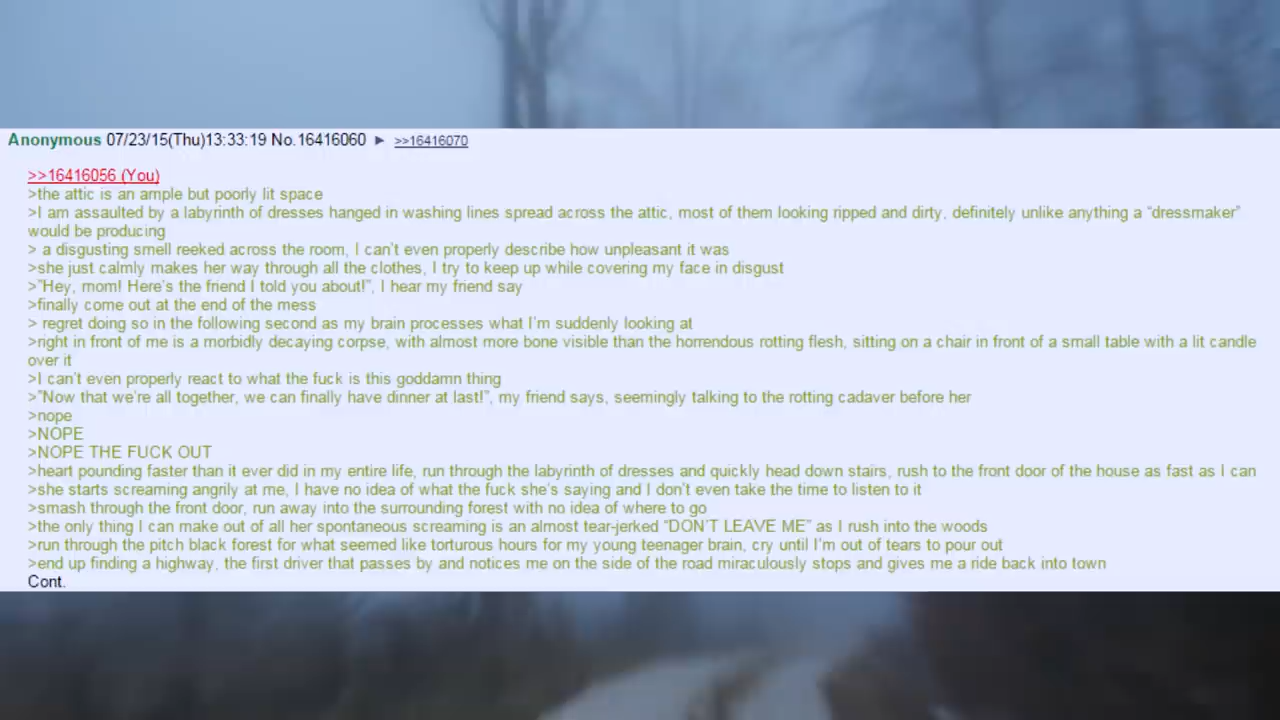 Anonymous 07/23/15(Thu)13:33:19 No.16416060 ► >>16416070
>>16416056 (You)
>the attic is an ample but poorly lit space
>I am assaulted by a labyrinth of dresses hanged in washing lines spread across the attic, most of them looking ripped and dirty, definitely unlike anything a “dressmaker”
would be producing
> a disgusting smell reeked across the room, I can’t even properly describe how unpleasant it was
>she just calmly makes her way through all the clothes, I try to keep up while covering my face in disgust
>”Hey, mom! Here’s the friend I told you about!”, I hear my friend say
>finally come out at the end of the mess
> regret doing so in the following second as my brain processes what I’m suddenly looking at
>right in front of me is a morbidly decaying corpse, with almost more bone visible than the horrendous rotting flesh, sitting on a chair in front of a small table with a lit candle
over it
>I can’t even properly react to what the fuck is this goddamn thing
>”Now that we’re all together, we can finally have dinner at last!”, my friend says, seemingly talking to the rotting cadaver before her
>nope
>NOPE
>NOPE THE FUCK OUT
>heart pounding faster than it ever did in my entire life, run through the labyrinth of dresses and quickly head down stairs, rush to the front door of the house as fast as I can
>she starts screaming angrily at me, I have no idea of what the fuck she’s saying and I don’t even take the time to listen to it
>smash through the front door, run away into the surrounding forest with no idea of where to go
>the only thing I can make out of all her spontaneous screaming is an almost tear-jerked “DON’T LEAVE ME” as I rush into the woods
>run through the pitch black forest for what seemed like torturous hours for my young teenager brain, cry until I’m out of tears to pour out
>end up finding a highway, the first driver that passes by and notices me on the side of the road miraculously stops and gives me a ride back into town
Cont.